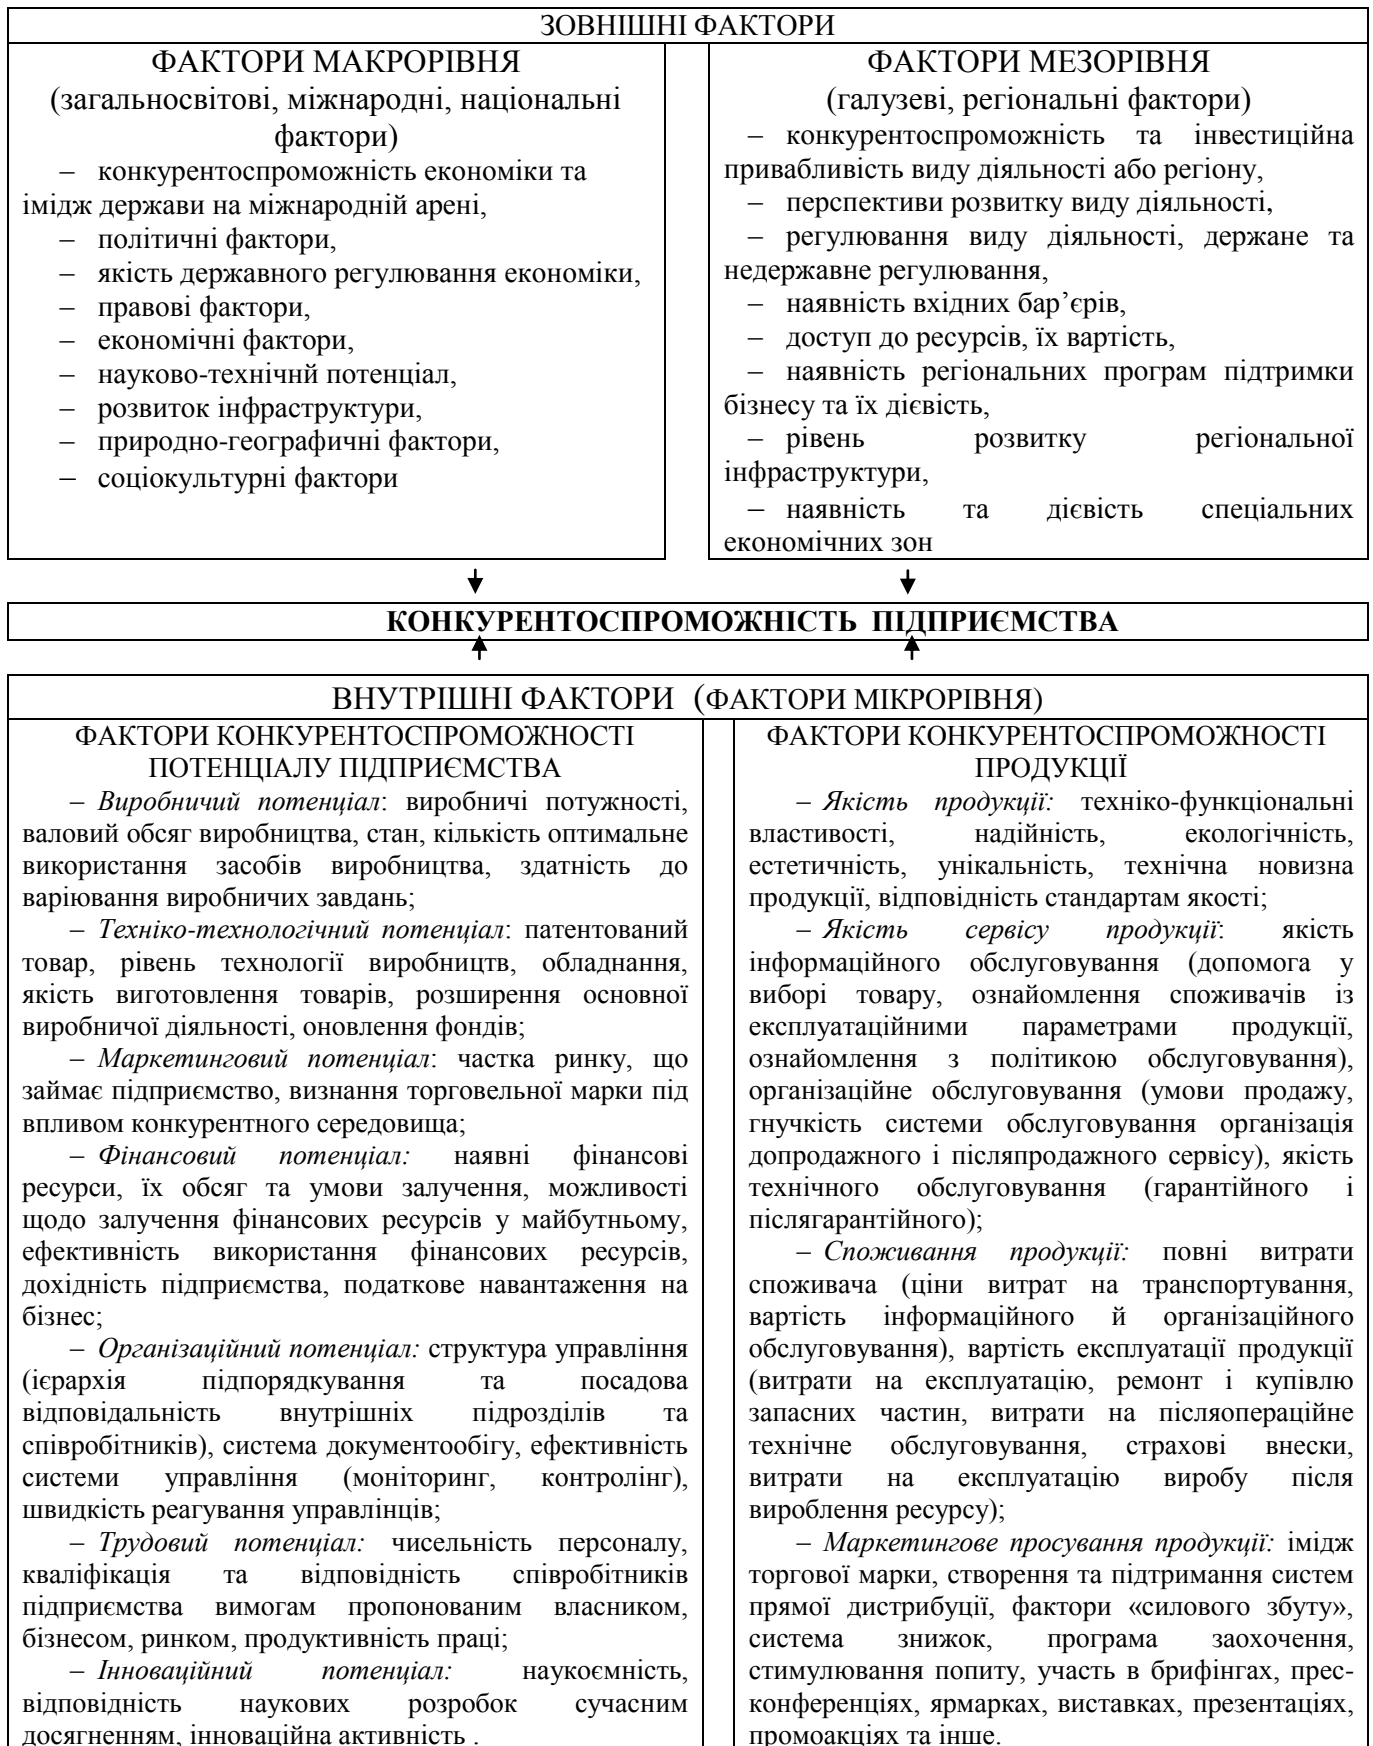 ЗОВНІШНІ ФАКТОРИ
ФАКТОРИ МАКРОРІВНЯ
(загальносвітові, міжнародні, національні
фактори)
– конкурентоспроможність економіки та
імідж держави на міжнародній арені,
– політичні фактори,
– якість державного регулювання економіки,
– правові фактори,
– економічні фактори,
– науково-технічнй потенціал,
– розвиток інфраструктури,
– природно-географичні фактори,
– соціокультурні фактори
ФАКТОРИ МЕЗОРІВНЯ
(галузеві, регіональні фактори)
– конкурентоспроможність та інвестиційна
привабливість виду діяльності або регіону,
– перспективи розвитку виду діяльності,
– регулювання виду діяльності, держане та
недержавне регулювання,
– наявність вхідних бар’єрів,
– доступ до ресурсів, їх вартість,
– наявність регіональних програм підтримки
бізнесу та їх дієвість,
– рівень розвитку регіональної
інфраструктури,
– наявність та дієвість спеціальних
економічних зон
КОНКУРЕНТОСПРОМОЖНІСТЬ ПІДПРИЄМСТВА
ВНУТРІШНІ ФАКТОРИ (ФАКТОРИ МІКРОРІВНЯ)
ФАКТОРИ КОНКУРЕНТОСПРОМОЖНОСТІ
ПОТЕНЦІАЛУ ПІДПРИЄМСТВА
– Виробничий потенціал: виробничі потужності,
валовий обсяг виробництва, стан, кількість оптимальне
використання засобів виробництва, здатність до
варіювання виробничих завдань;
– Техніко-технологічний потенціал: патентований
товар, рівень технології виробництв, обладнання,
якість виготовлення товарів, розширення основної
виробничої діяльності, оновлення фондів;
– Маркетинговий потенціал: частка ринку, що
займає підприємство, визнання торговельної марки під
впливом конкурентного середовища;
– Фінансовий потенціал: наявні фінансові
ресурси, їх обсяг та умови залучення, можливості
щодо залучення фінансових ресурсів у майбутньому,
ефективність використання фінансових ресурсів,
дохідність підприємства, податкове навантаження на
бізнес;
– Організаційний потенціал: структура управління
(ієрархія підпорядкування та посадова
відповідальність внутрішніх підрозділів та
співробітників), система документообігу, ефективність
системи управління (моніторинг, контролінг),
швидкість реагування управлінців;
– Трудовий потенціал: чисельність персоналу,
кваліфікація та відповідність співробітників
підприємства вимогам пропонованим власником,
бізнесом, ринком, продуктивність праці;
– Інноваційний потенціал: наукоємність,
відповідність наукових розробок сучасним
досягненням, інноваційна активність .
ФАКТОРИ КОНКУРЕНТОСПРОМОЖНОСТІ
ПРОДУКЦІЇ
– Якість продукції: техніко-функціональні
властивості, надійність, екологічність,
естетичність, унікальність, технічна новизна
продукції, відповідність стандартам якості;
– Якість сервісу продукції: якість
інформаційного обслуговування (допомога у
виборі товару, ознайомлення споживачів із
експлуатаційними параметрами продукції,
ознайомлення з політикою обслуговування),
організаційне обслуговування (умови продажу,
гнучкість системи обслуговування організація
допродажного і післяпродажного сервісу), якість
технічного обслуговування (гарантійного і
післягарантійного);
– Споживання продукції: повні витрати
споживача (ціни витрат на транспортування,
вартість інформаційного й організаційного
обслуговування), вартість експлуатації продукції
(витрати на експлуатацію, ремонт і купівлю
запасних частин, витрати на післяопераційне
технічне обслуговування, страхові внески,
витрати на експлуатацію виробу після
вироблення ресурсу);
– Маркетингове просування продукції: імідж
торгової марки, створення та підтримання систем
прямої дистрибуції, фактори «силового збуту»,
система знижок, програма заохочення,
стимулювання попиту, участь в брифінгах, прес-
конференціях, ярмарках, виставках, презентаціях,
промоакціях та інше.